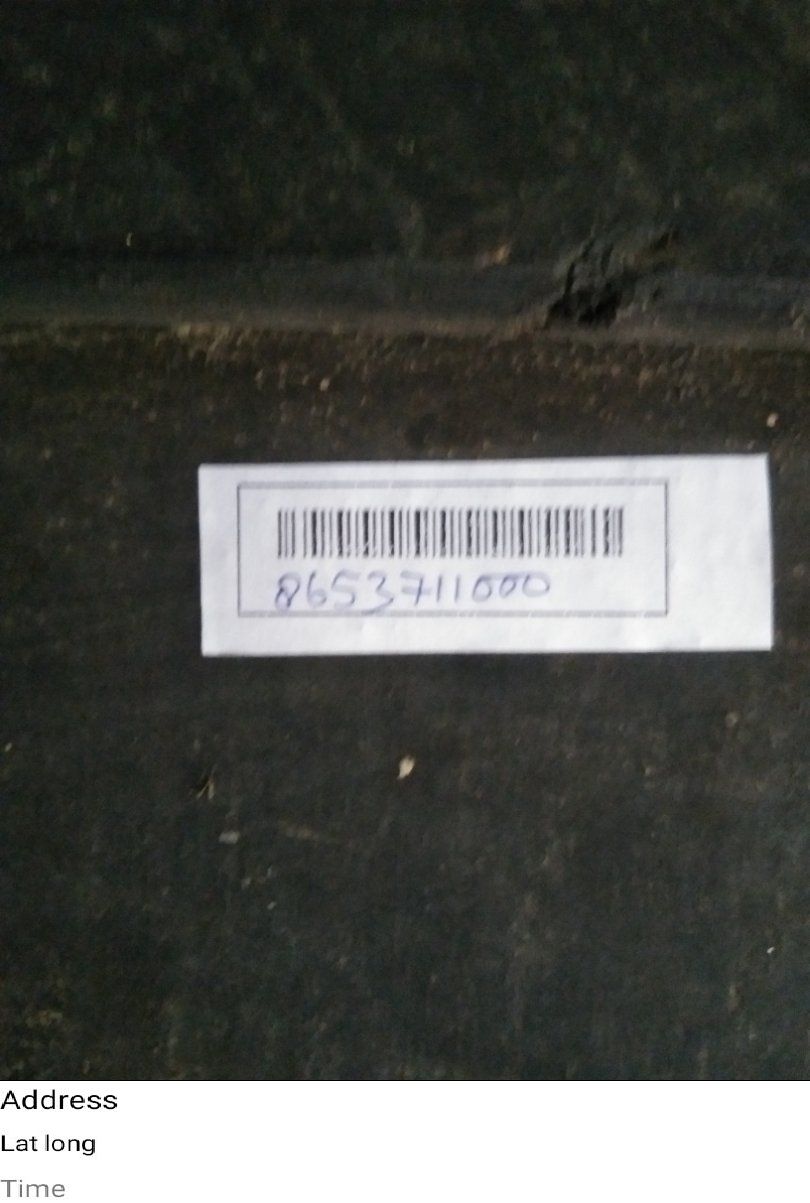 8653711000
Address
Lat long
Time